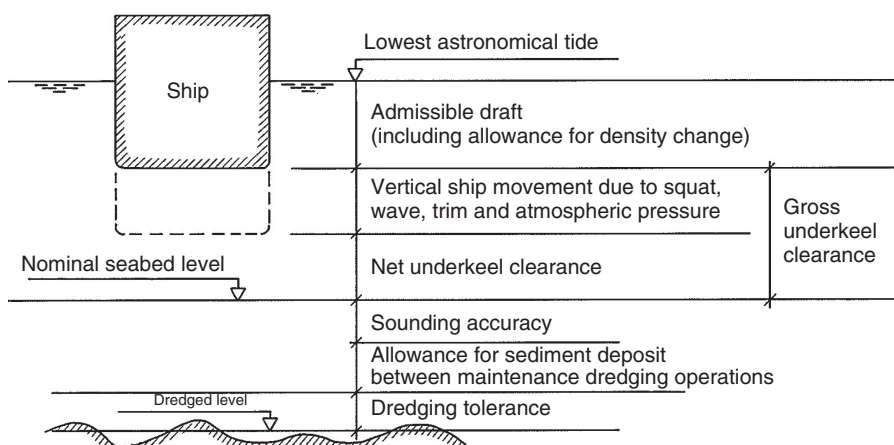 Lowest astronomical tide
Ship
Admissible draft
(including allowance for density change)
Vertical ship movement due to squat,
wave, trim and atmospheric pressure
Gross
underkeel
clearance
Nominal seabed level
Net underkeel clearance
Sounding accuracy
Allowance for sediment deposit
between maintenance dredging operations
Dredged level
Dredging tolerance